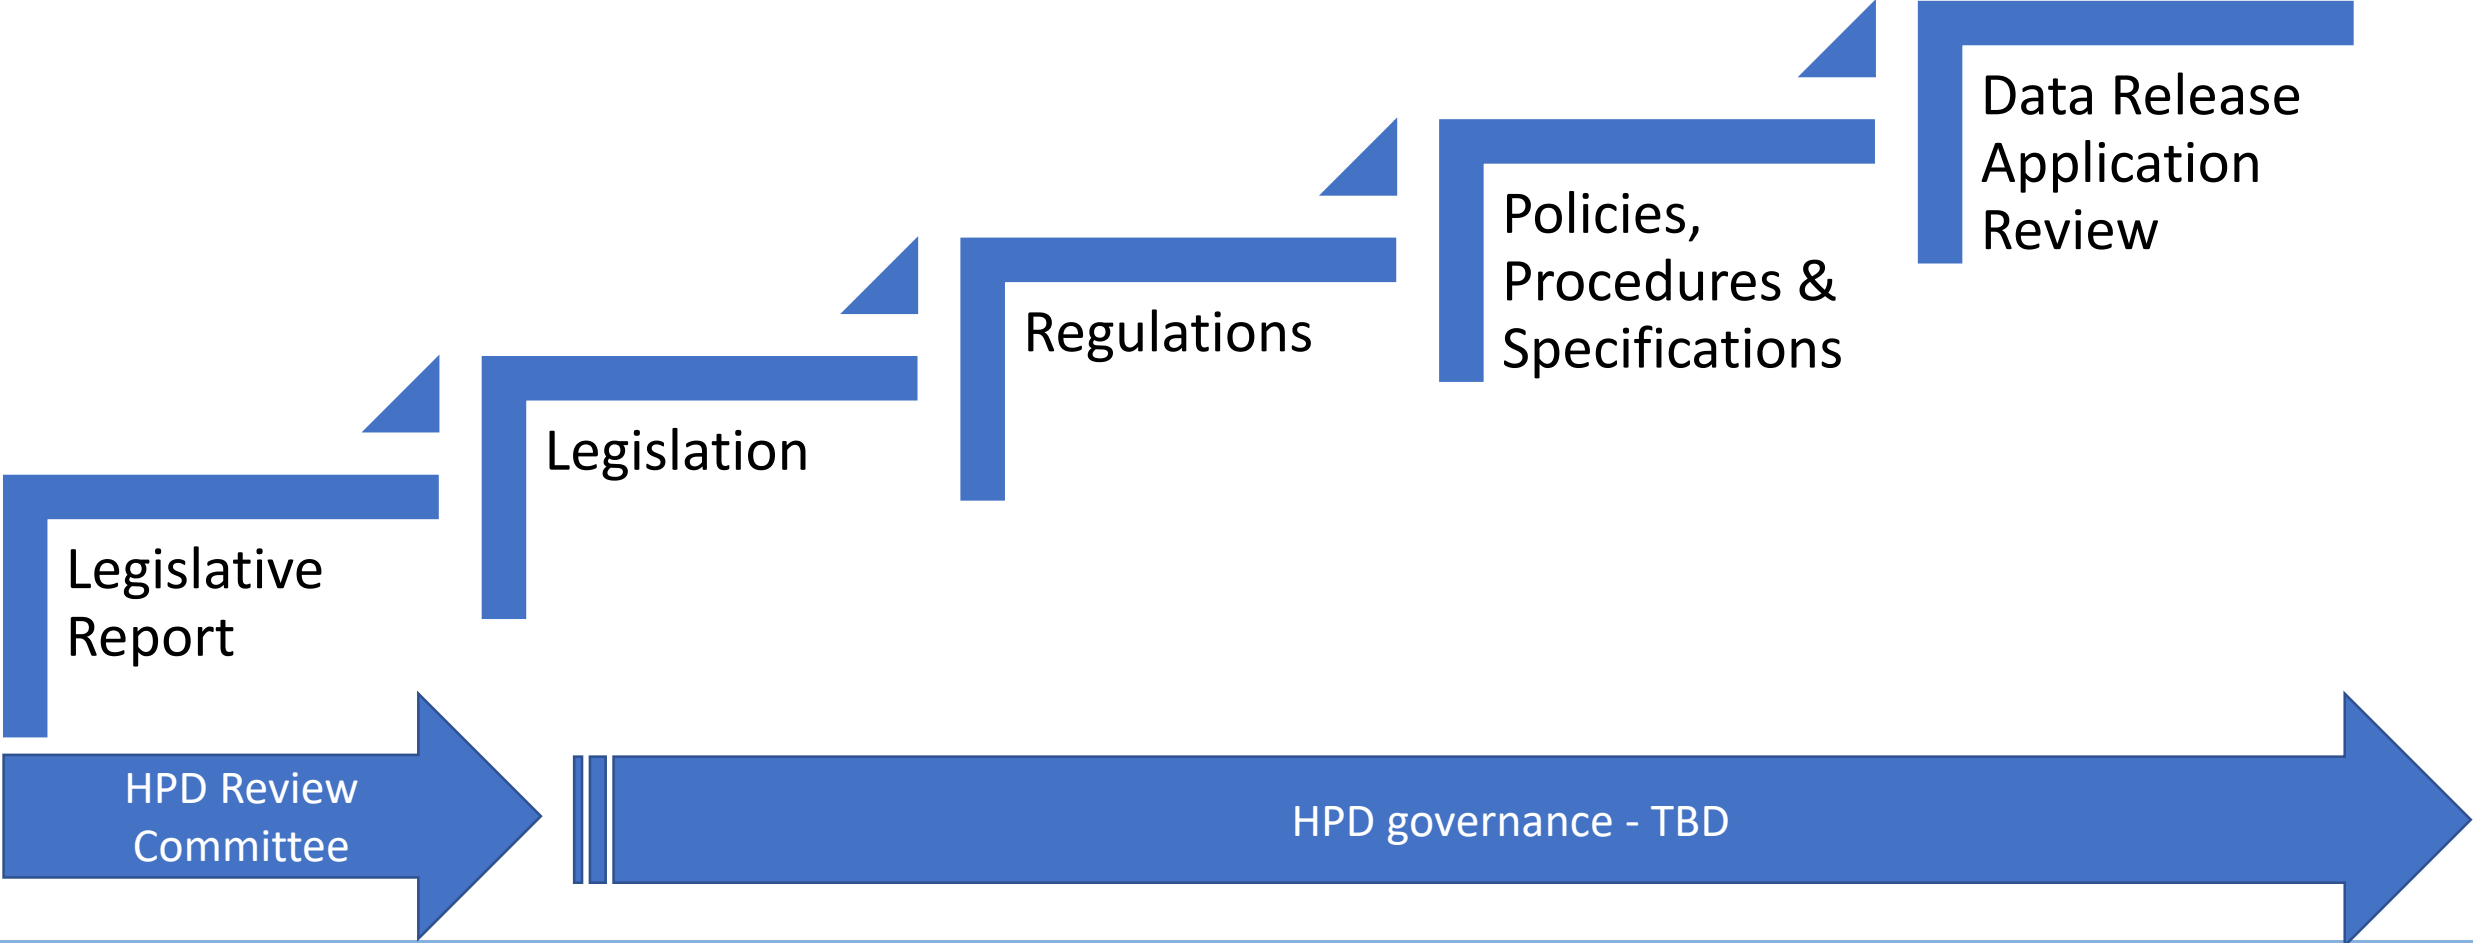 Legislative
Report
Legislation
Regulations
Policies,
Procedures &
Specifications
Data Release
Application
Review
HPD Review
Committee
HPD governance - TBD